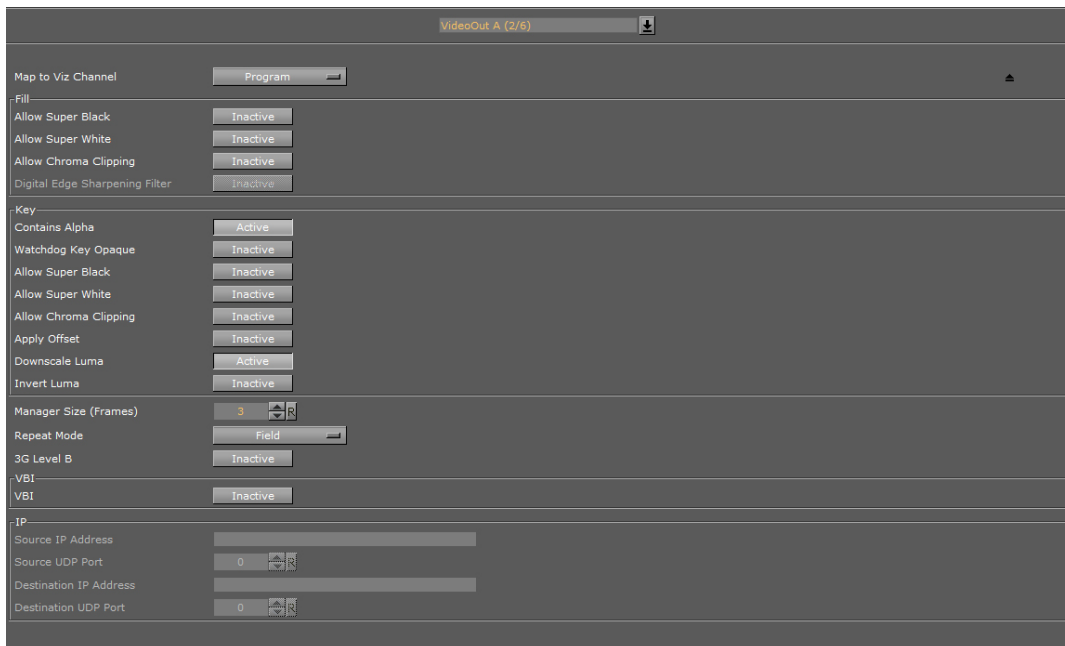 VideoOut A (2/6)
Map to Viz Channel Program
Fill
Allow Super Black Inactive
Allow Super White Inactive
Allow Chroma Clipping Inactive
Digital Edge Sharpening Filter Inactive
Key
Contains Alpha Active
Watchdog Key Opaque Inactive
Allow Super Black Inactive
Allow Super White Inactive
Allow Chroma Clipping Inactive
Apply Offset Inactive
Downscale Luma Active
Invert Luma Inactive
Manager Size (Frames) 3 R
Repeat Mode Field
3G Level B Inactive
VBI
VBI Inactive
IP
Source IP Address
Source UDP Port 0 R
Destination IP Address
Destination UDP Port 0 R